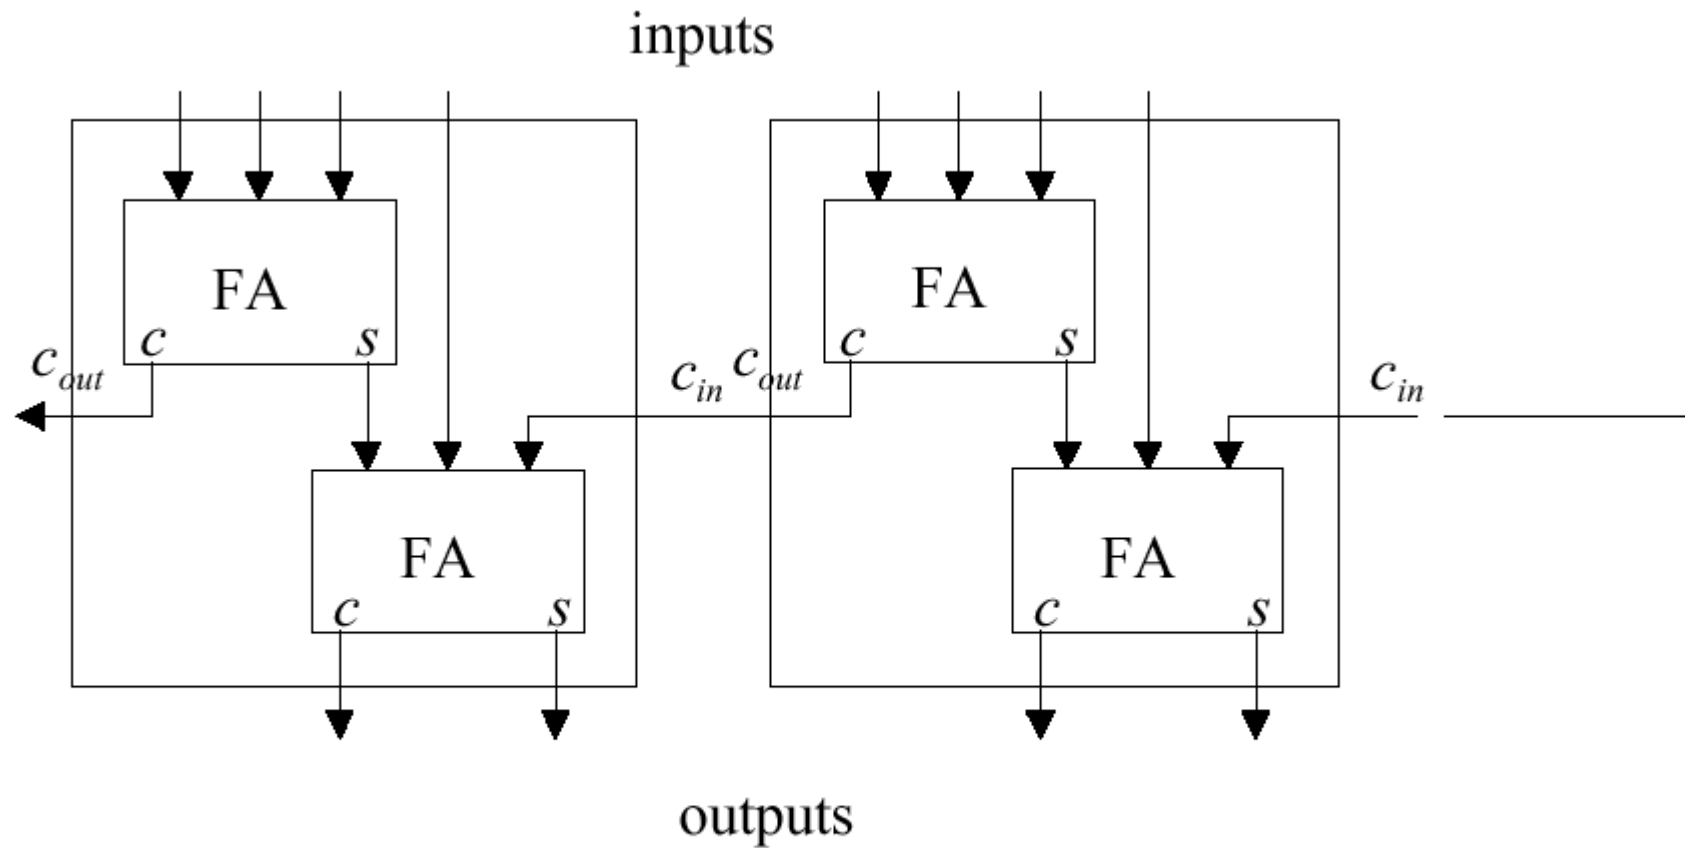 inputs
FA FA
c s c s
c_out c_in c_out c_in
FA FA
c s c s
outputs